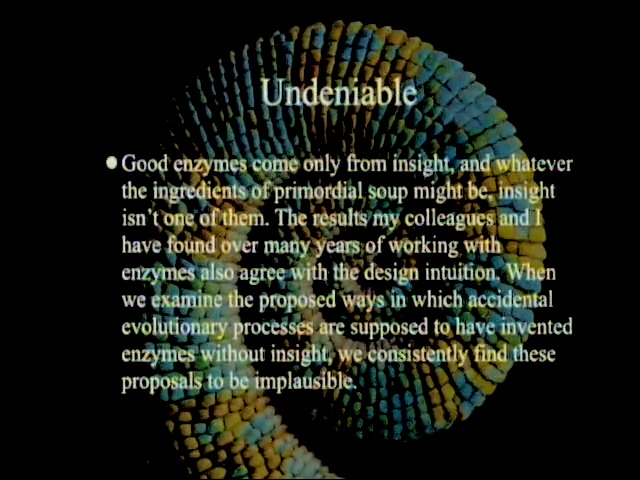 Undeniable
Good enzymes come only from insight, and whatever
the ingredients of primordial soup might be, insight
isn't one of them. The results my colleagues and I
have found over many years of working with
enzymes also agree with the design intuition. When
we examine the proposed ways in which accidental
evolutionary processes are supposed to have invented
enzymes without insight, we consistently find these
proposals to be implausible.